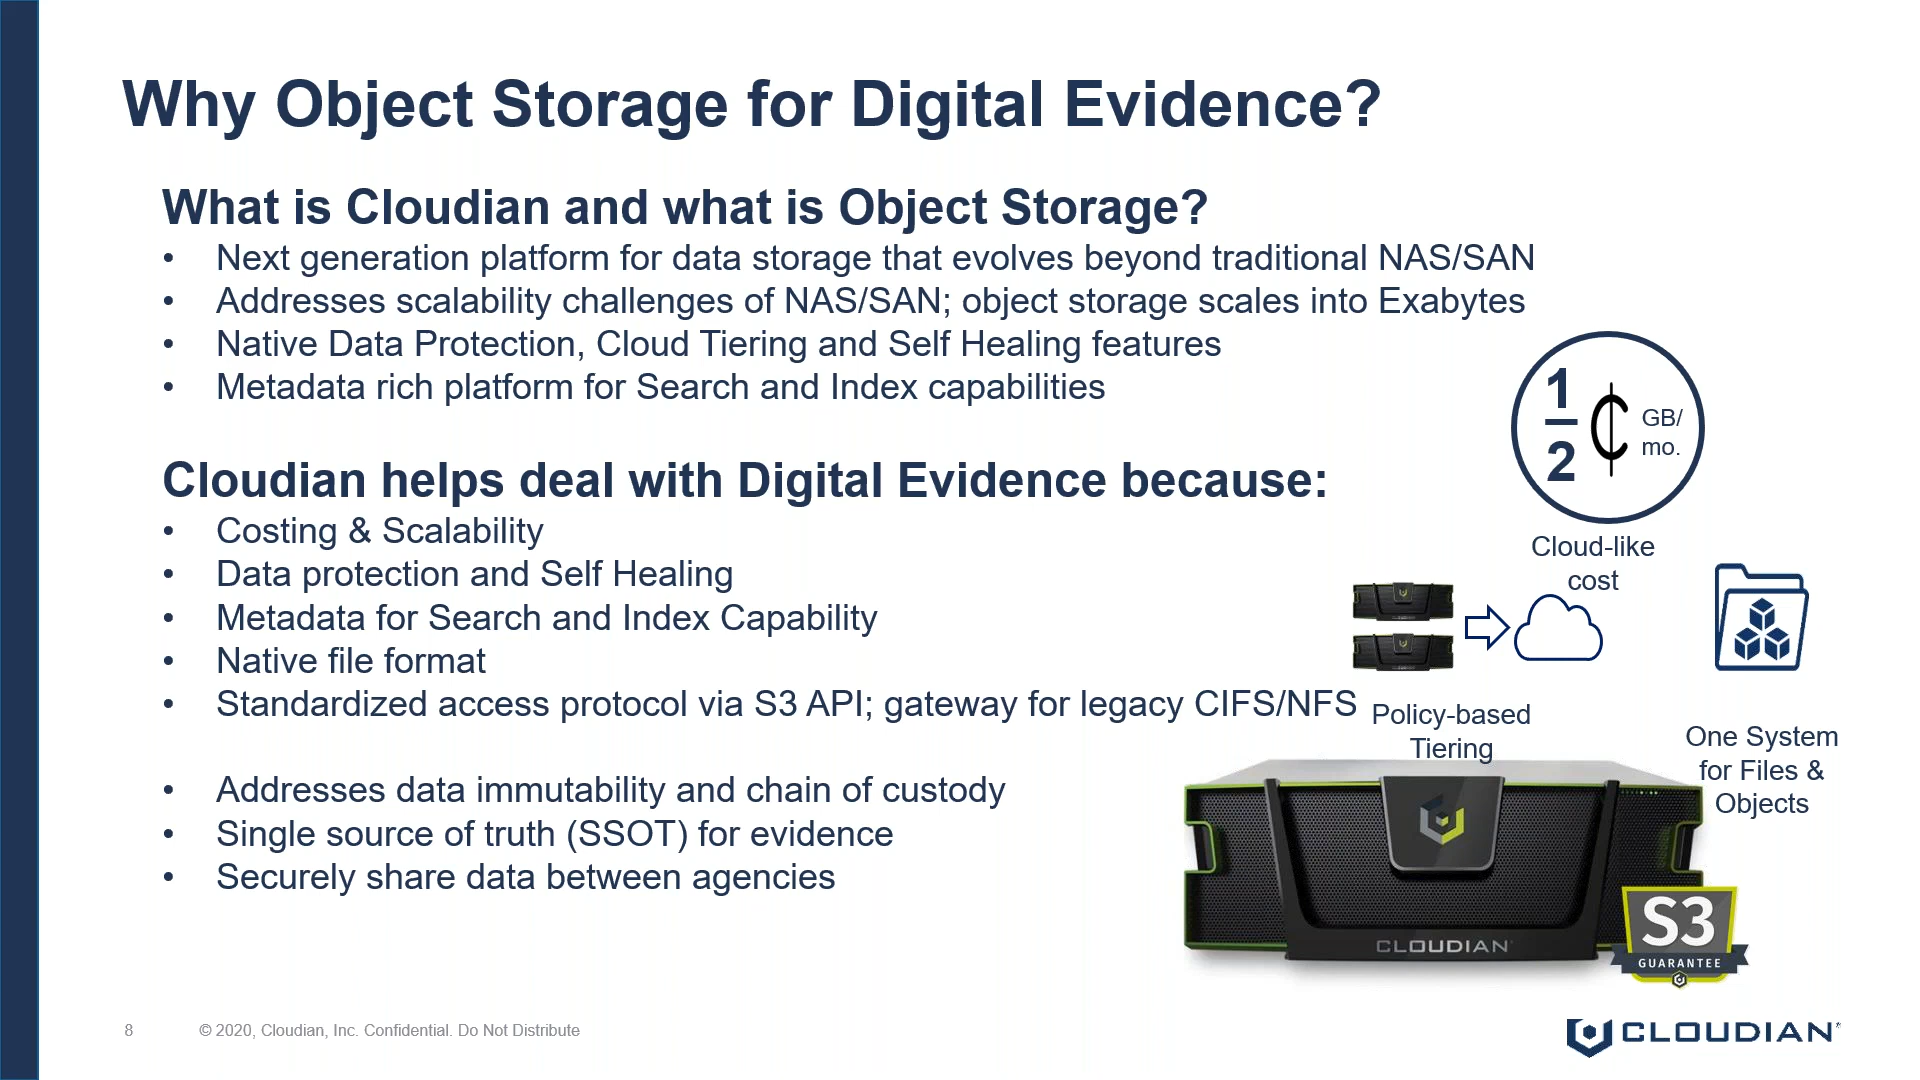 Why Object Storage for Digital Evidence?
What is Cloudian and what is Object Storage?
• Next generation platform for data storage that evolves beyond traditional NAS/SAN
• Addresses scalability challenges of NAS/SAN; object storage scales into Exabytes
• Native Data Protection, Cloud Tiering and Self Healing features
• Metadata rich platform for Search and Index capabilities
Cloudian helps deal with Digital Evidence because:
• Costing & Scalability
• Data protection and Self Healing
• Metadata for Search and Index Capability
• Native file format
• Standardized access protocol via S3 API; gateway for legacy CIFS/NFS
• Addresses data immutability and chain of custody
• Single source of truth (SSOT) for evidence
• Securely share data between agencies
1
2
¢
GB/
mo.
Cloud-like
cost
Policy-based
Tiering
One System
for Files &
Objects
CLOUDIAN
S3
GUARANTEE
8
© 2020, Cloudian, Inc. Confidential. Do Not Distribute
CLOUDIAN